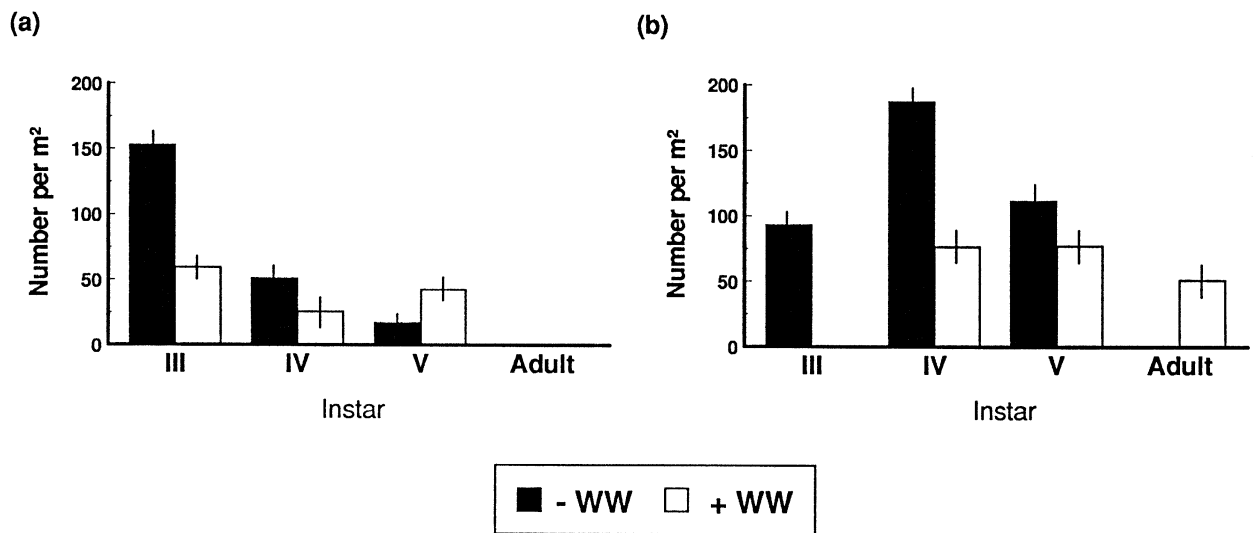 (a)
Number per m²
200
150
100
50
0
III IV V Adult
Instar
(b)
Number per m²
200
150
100
50
0
III IV V Adult
Instar
- WW + WW